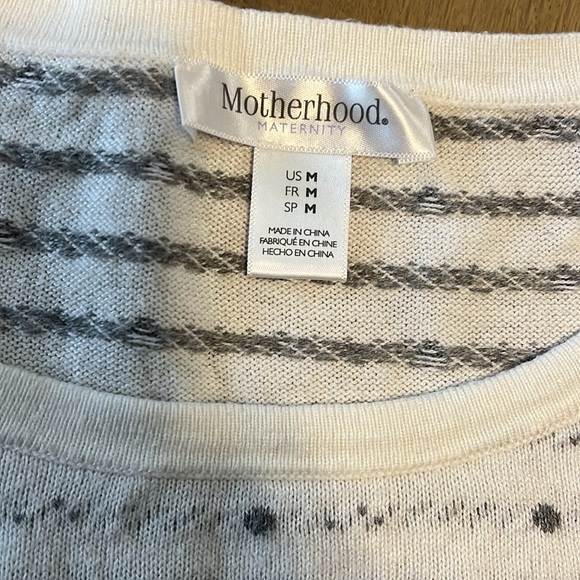 Motherhood®
MATERNITY
US M
FR M
SP M
MADE IN CHINA
FABRIQUÉ EN CHINE
HECHO EN CHINA